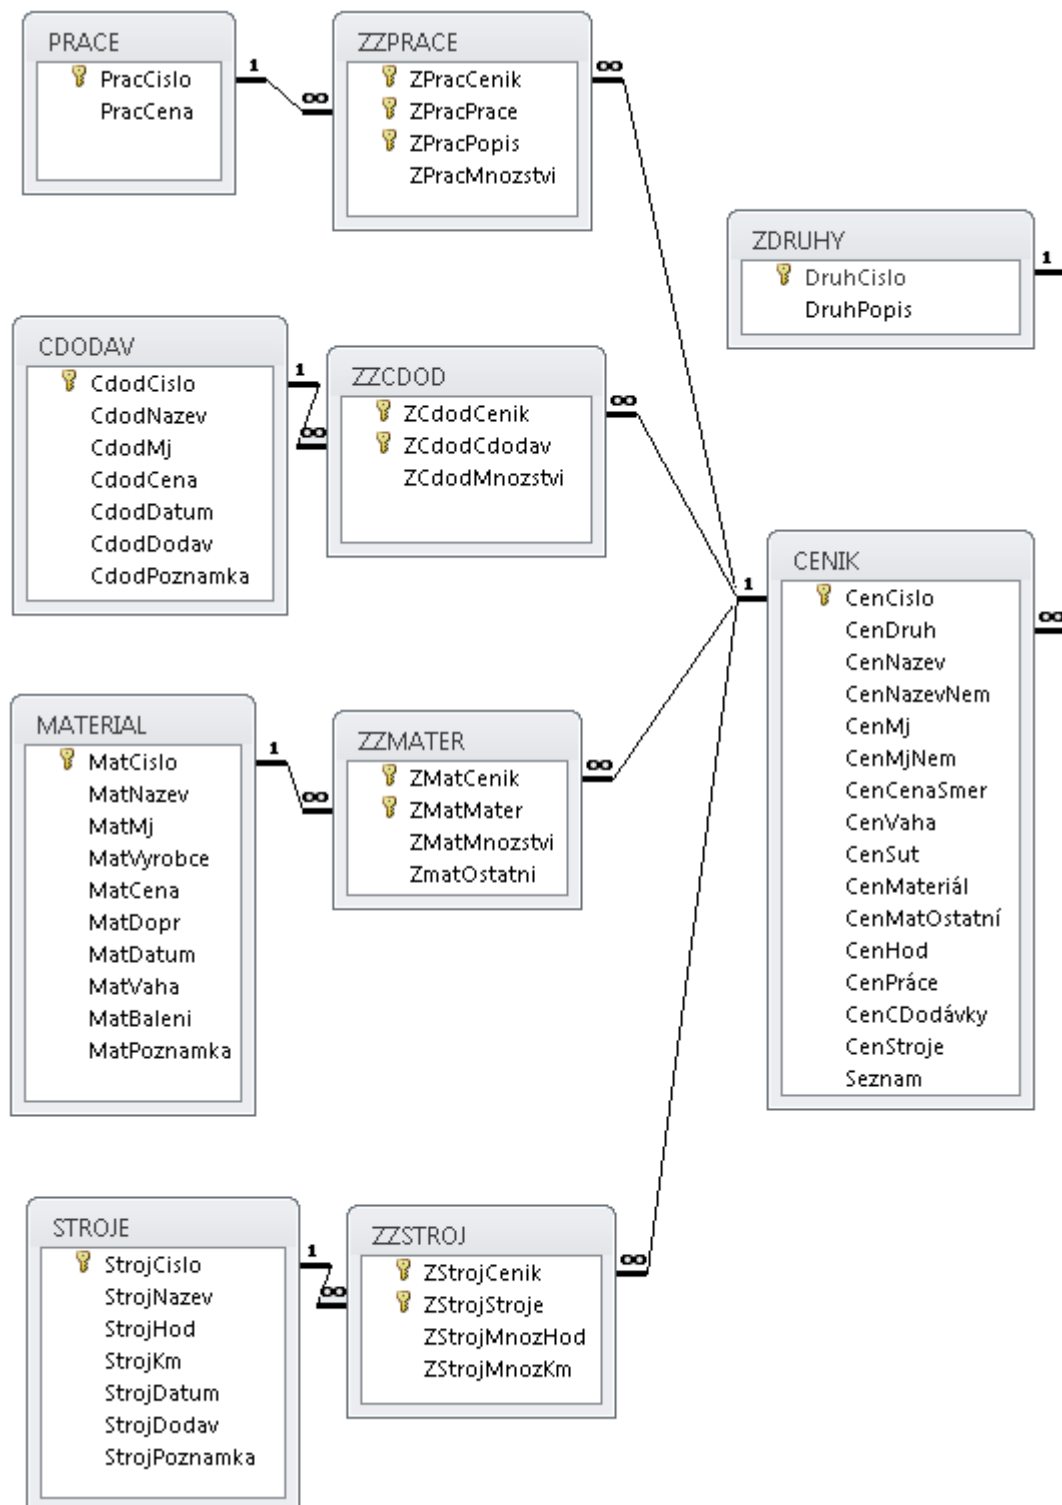 PRACE
PracCislo
PracCena
1
∞
ZZPRACE
ZPracCenik
ZPracPrace
ZPracPopis
ZPracMnozstvi
∞
ZDRUHY
DruhCislo
DruhPopis
1
CDODAV
CdodCislo
CdodNazev
CdodMj
CdodCena
CdodDatum
CdodDodav
CdodPoznamka
1
∞
ZZCDOD
ZCdodCenik
ZCdodCdodav
ZCdodMnozstvi
∞
1
CENIK
CenCislo
CenDruh
CenNazev
CenNazevNem
CenMj
CenMjNem
CenCenaSmer
CenVaha
CenSut
CenMateriál
CenMatOstatní
CenHod
CenPráce
CenCDodávky
CenStroje
Seznam
∞
MATERIAL
MatCislo
MatNazev
MatMj
MatVyrobce
MatCena
MatDopr
MatDatum
MatVaha
MatBaleni
MatPoznamka
1
∞
ZZMATER
ZMatCenik
ZMatMater
ZMatMnozstvi
ZmatOstatni
∞
STROJE
StrojCislo
StrojNazev
StrojHod
StrojKm
StrojDatum
StrojDodav
StrojPoznamka
1
∞
ZZSTROJ
ZStrojCenik
ZStrojStroje
ZStrojMnozHod
ZStrojMnozKm
∞